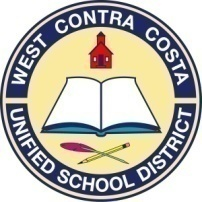 WEST CONTRA COSTA
UNIFIED SCHOOL DISTRICT